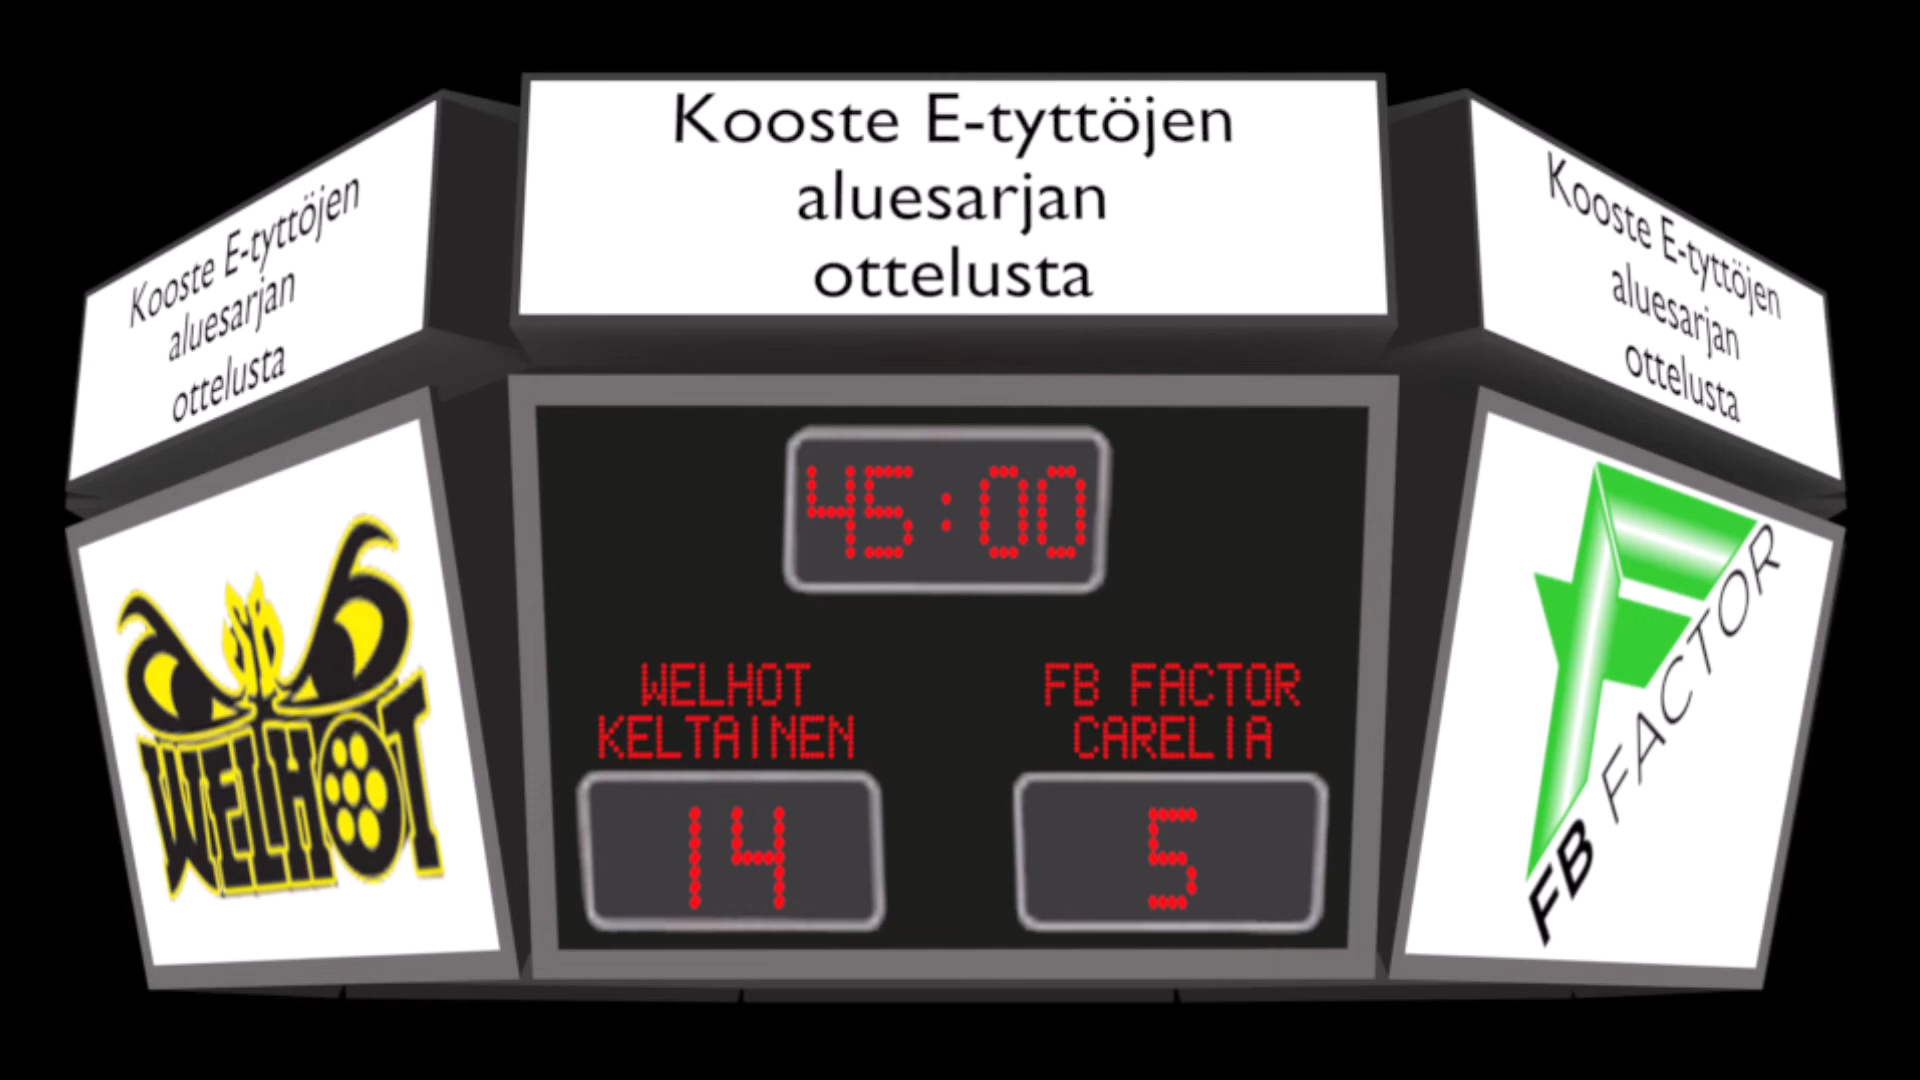 Kooste E-tyttöjen
aluesarjan
ottelusta
Kooste E-tyttöjen
aluesarjan
ottelusta
Kooste E-tyttöjen
aluesarjan
ottelusta
WELHOT
45:00
WELHOT
KELTAINEN
14
FB FACTOR
CARELIA
5
FB FACTOR